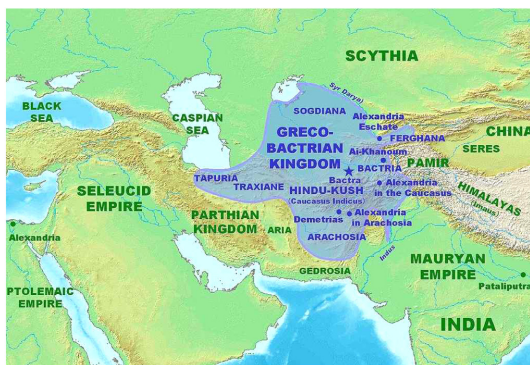 SCYTHIA
BLACK
SEA
CASPIAN
SEA
Syr Darya
SOGDIANA
Alexandria
Eschate
FERGHANA
CHINA
SERES
GRECO-
BACTRIAN
KINGDOM
Ai-Khanoum
PAMIR
BACTRIA
Bactra
TAPURIA
TRAXIANE
HINDU-KUSH
(Caucasus Indicus)
Alexandria
in the Caucasus
HIMALAYAS
(Imaus)
SELEUCID
EMPIRE
PARTHIAN
KINGDOM
ARIA
Demetrias
Alexandria
in Arachosia
ARACHOSIA
Indus
Alexandria
GEDROSIA
MAURYAN
EMPIRE
Pataliputra
PTOLEMAIC
EMPIRE
INDIA